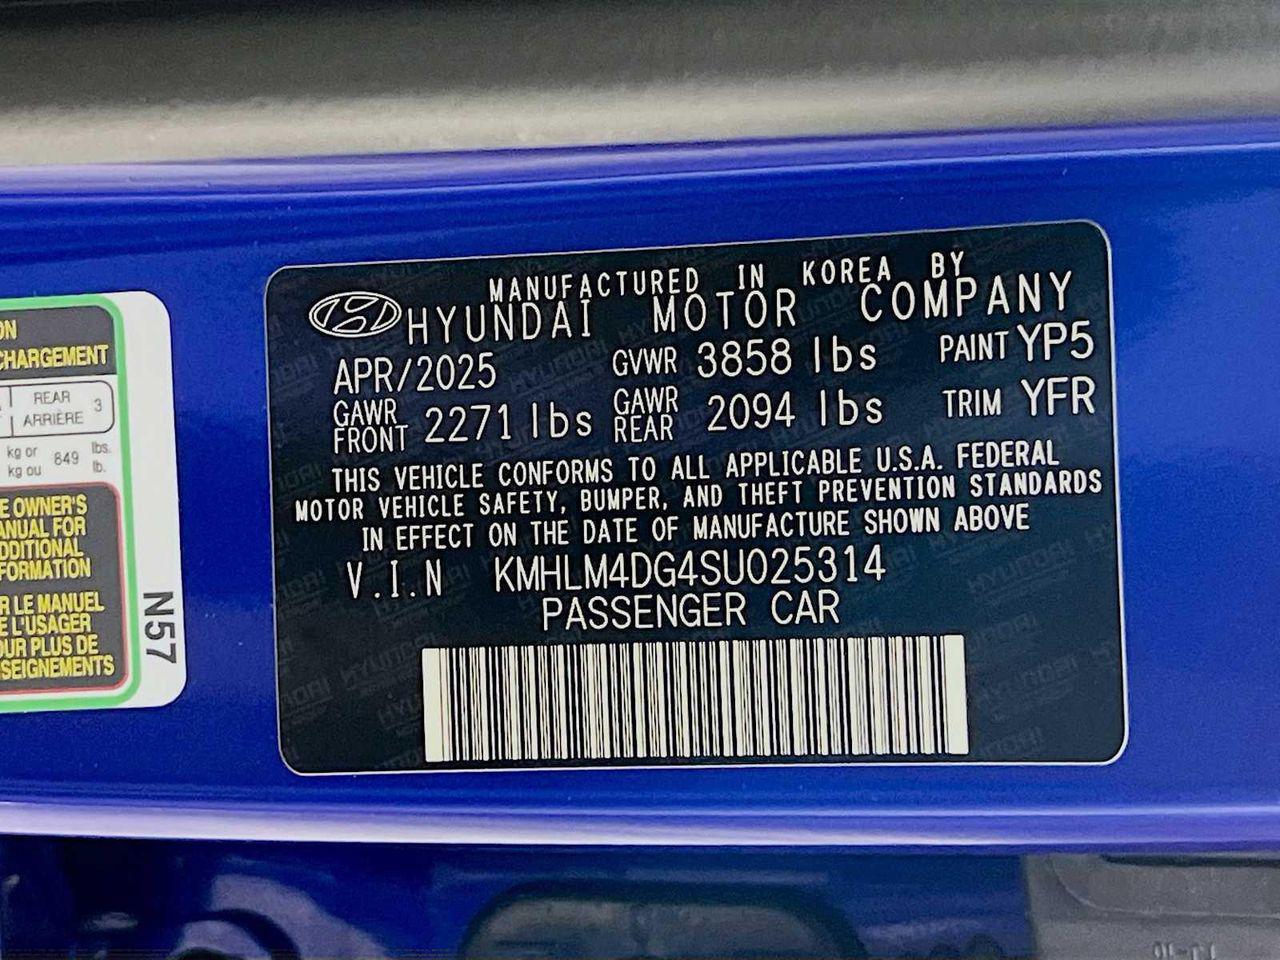 ON
CHARGEMENT
REAR
ARRIÈRE 3
kg or
kg ou 849 lbs.
lb.
E OWNER'S
ANUAL FOR
DDITIONAL
FORMATION
R LE MANUEL
E L'USAGER
OUR PLUS DE
SEIGNEMENTS
N57
MANUFACTURED IN KOREA BY
HYUNDAI MOTOR COMPANY
APR/2025 GVWR 3858 lbs PAINT YP5
GAWR FRONT 2271 lbs GAWR REAR 2094 lbs TRIM YFR
THIS VEHICLE CONFORMS TO ALL APPLICABLE U.S.A. FEDERAL
MOTOR VEHICLE SAFETY, BUMPER, AND THEFT PREVENTION STANDARDS
IN EFFECT ON THE DATE OF MANUFACTURE SHOWN ABOVE
V.I.N KMHLM4DG4SU025314
PASSENGER CAR